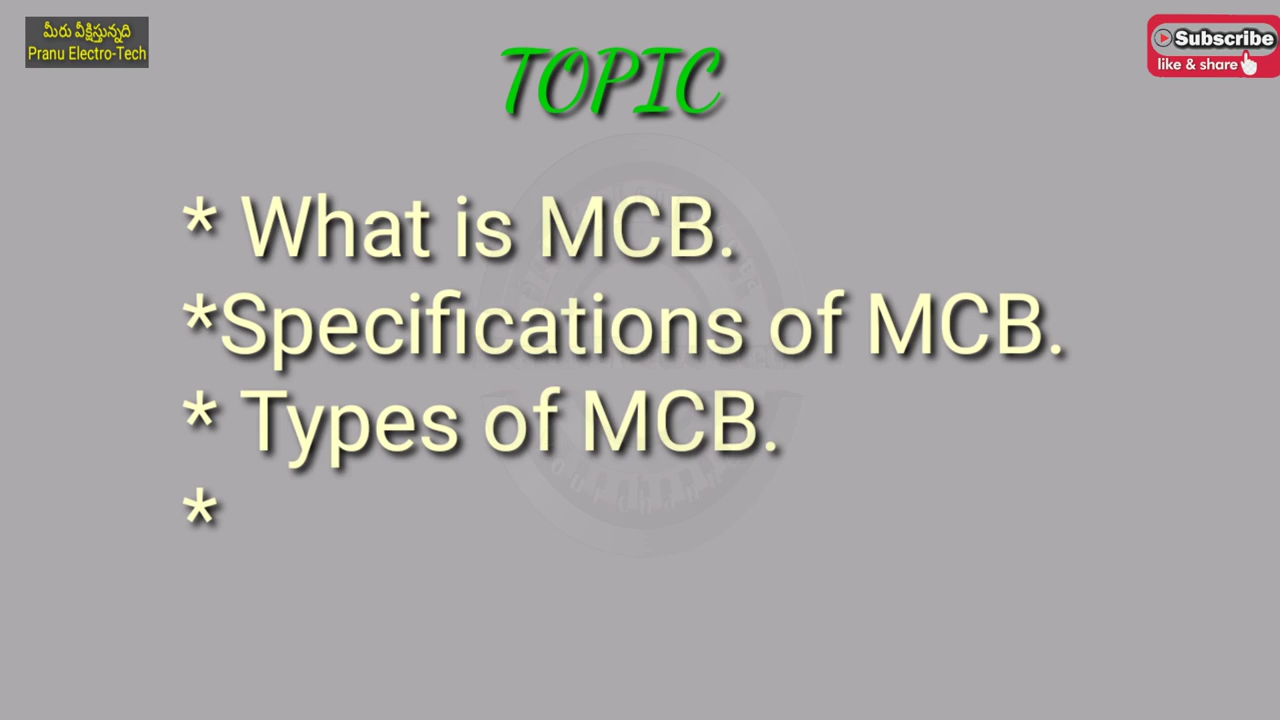 మీరు వీక్షిస్తున్నది
Pranu Electro-Tech
Subscribe
like & share
TOPIC
* What is MCB.
*Specifications of MCB.
* Types of MCB.
*